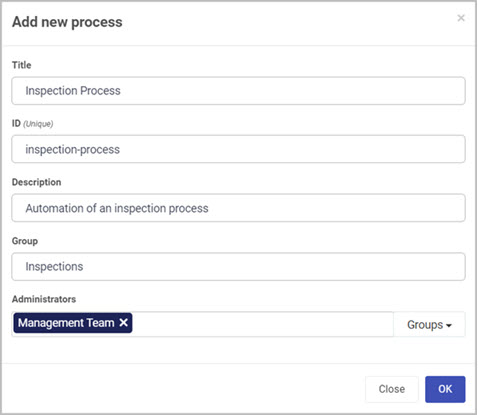 Add new process
×
Title
Inspection Process
ID (Unique)
inspection-process
Description
Automation of an inspection process
Group
Inspections
Administrators
Management Team ✕ Groups
Close OK